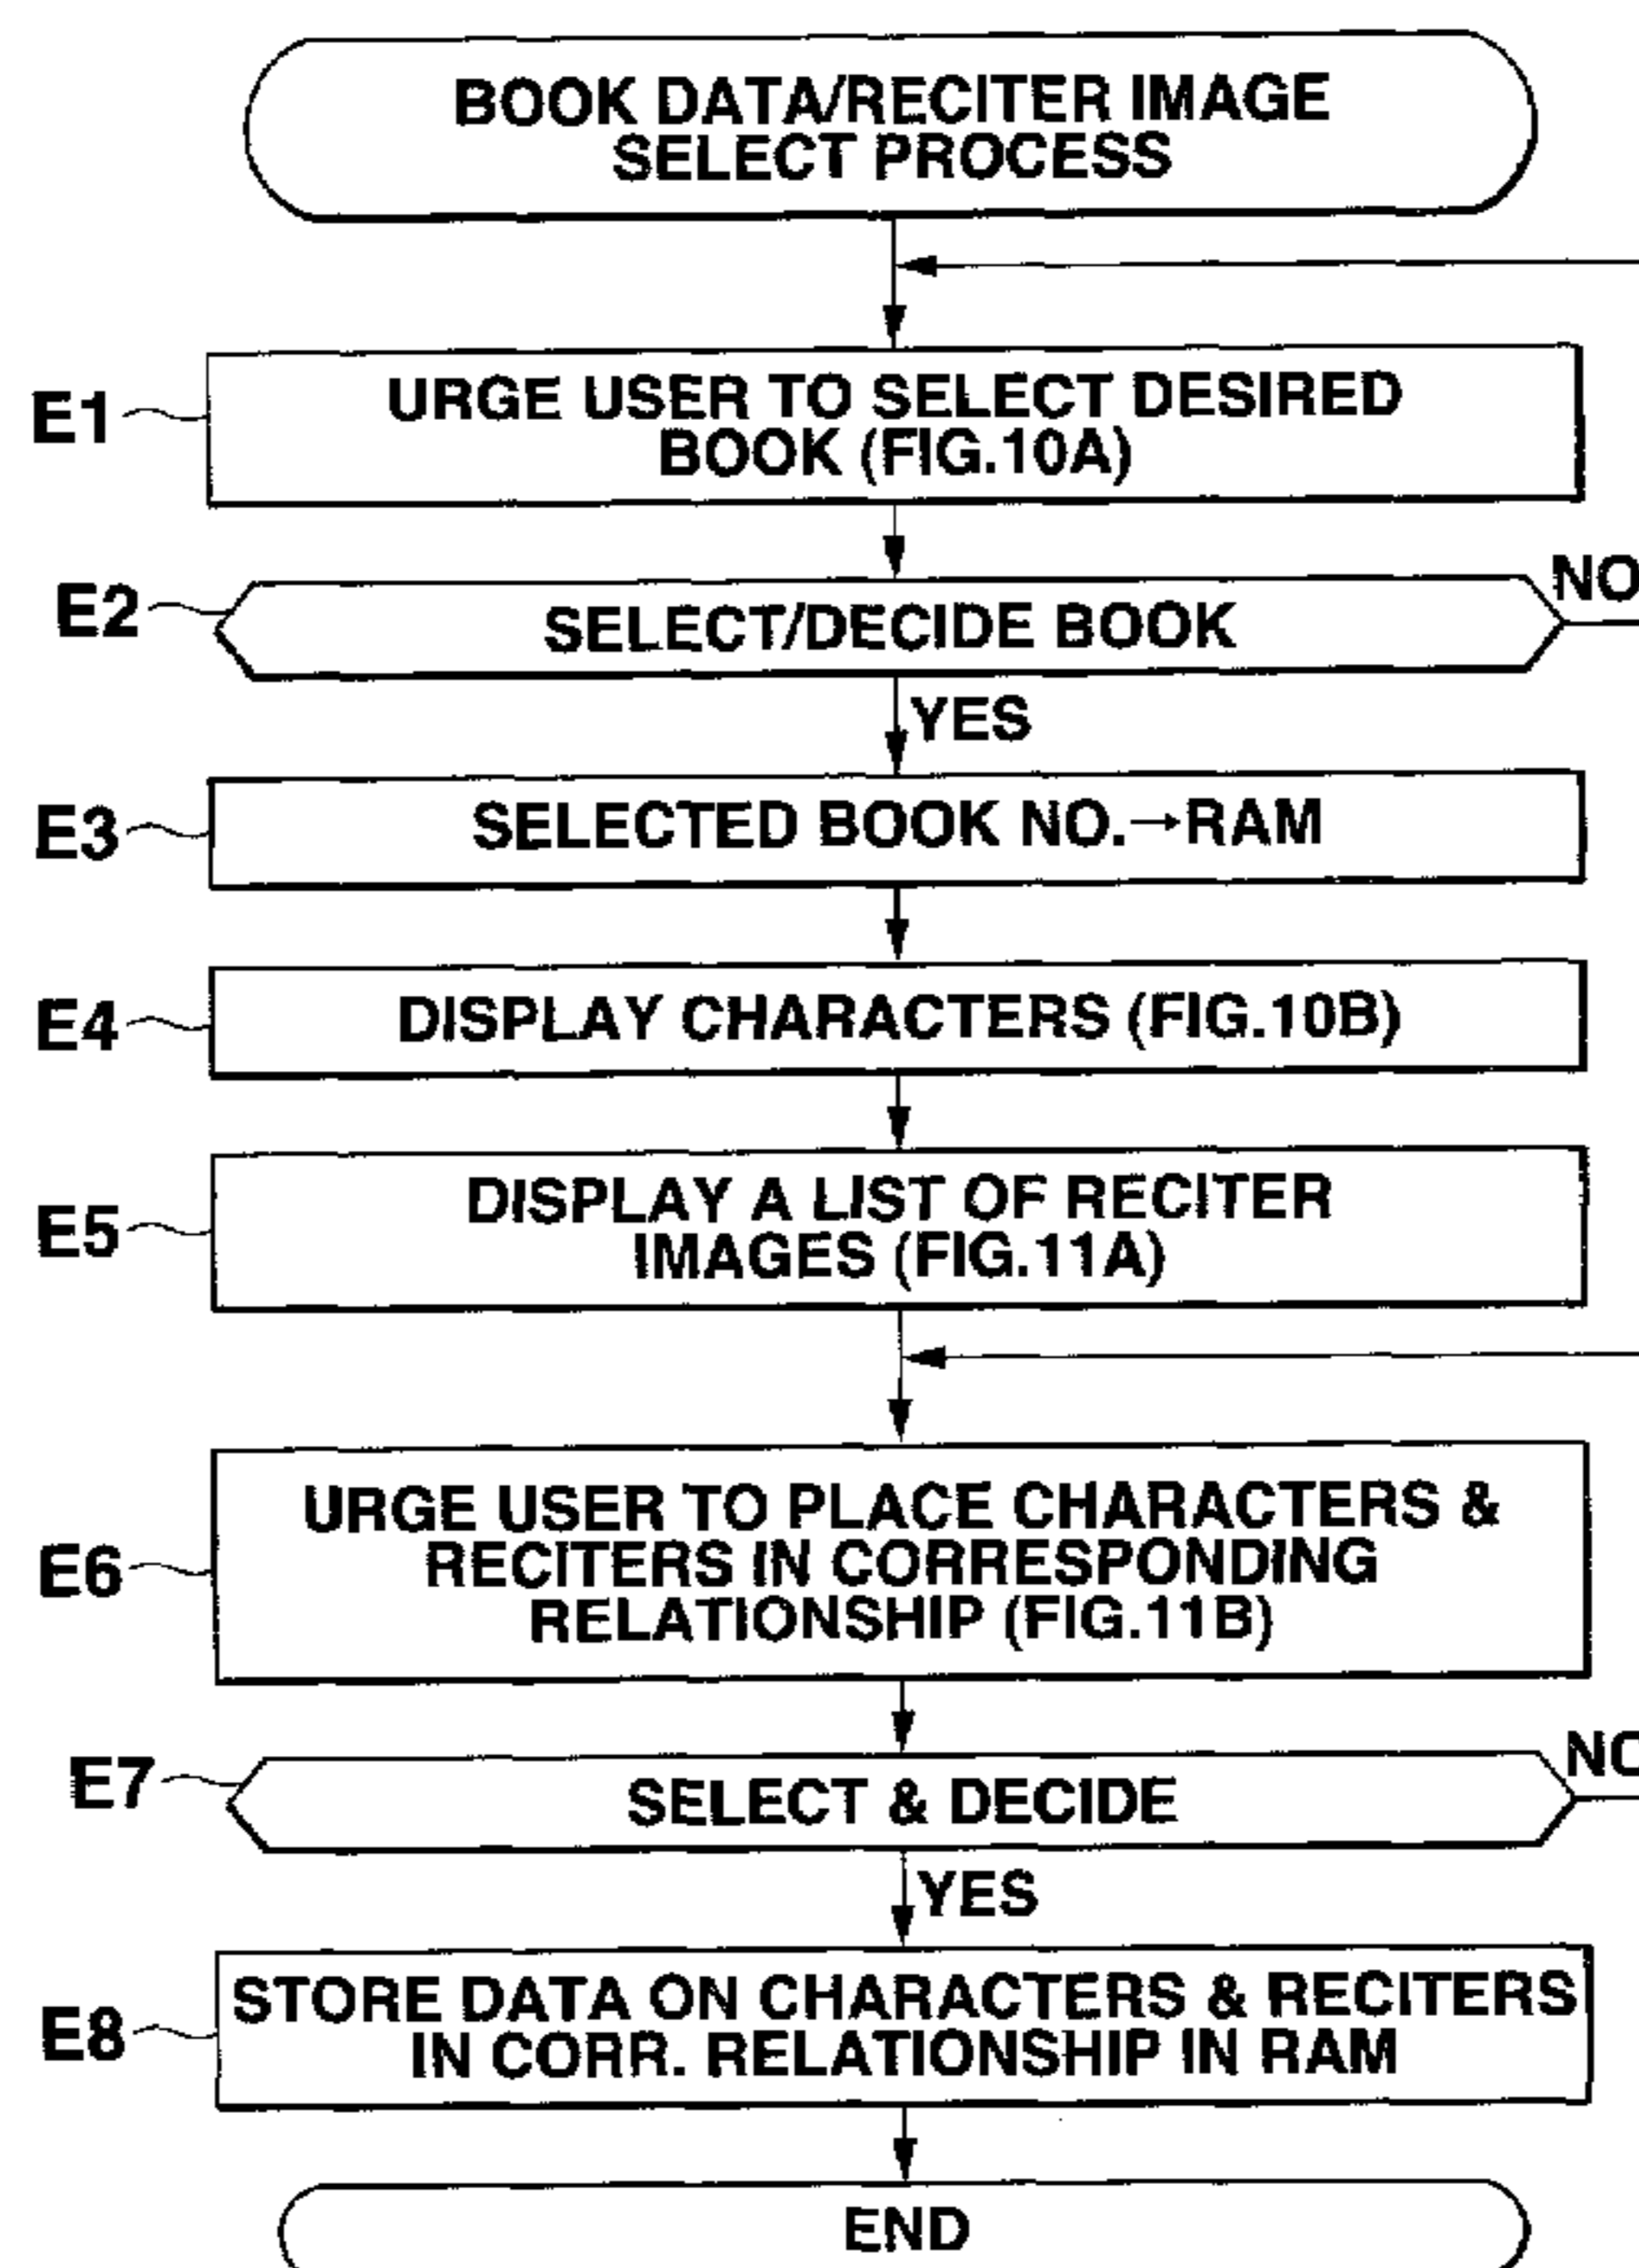 BOOK DATA/RECITER IMAGE
SELECT PROCESS
E1
URGE USER TO SELECT DESIRED
BOOK (FIG.10A)
E2
SELECT/DECIDE BOOK
NO
YES
E3
SELECTED BOOK NO.→RAM
E4
DISPLAY CHARACTERS (FIG.10B)
E5
DISPLAY A LIST OF RECITER
IMAGES (FIG.11A)
E6
URGE USER TO PLACE CHARACTERS &
RECITERS IN CORRESPONDING
RELATIONSHIP (FIG.11B)
E7
SELECT & DECIDE
NO
YES
E8
STORE DATA ON CHARACTERS & RECITERS
IN CORR. RELATIONSHIP IN RAM
END